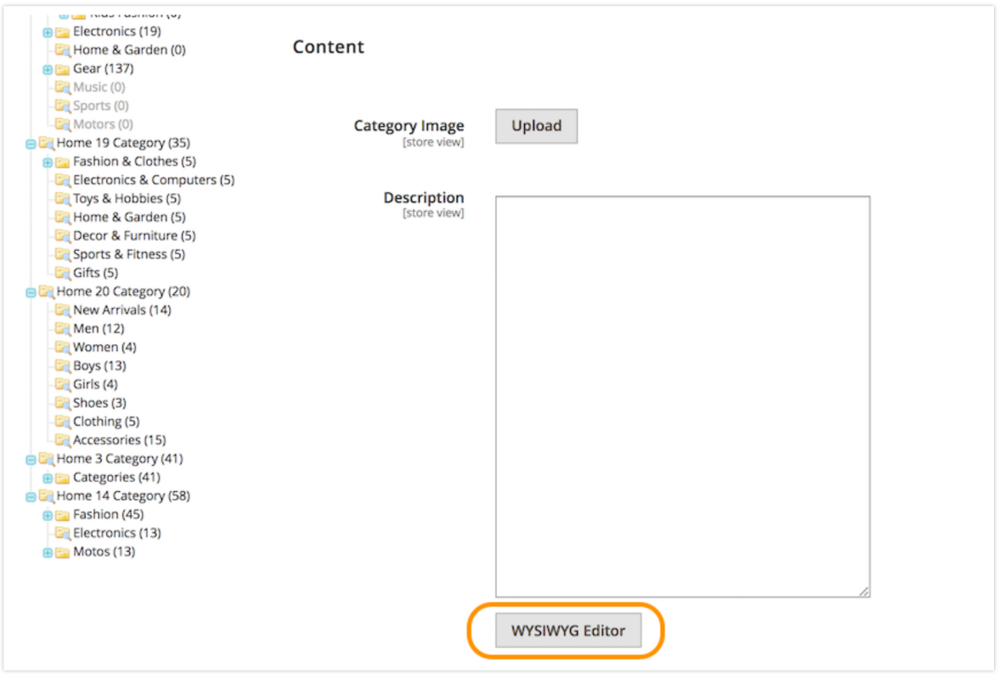 Kids Fashion (0)
Electronics (19)
Home & Garden (0)
Gear (137)
Music (0)
Sports (0)
Motors (0)
Home 19 Category (35)
Fashion & Clothes (5)
Electronics & Computers (5)
Toys & Hobbies (5)
Home & Garden (5)
Decor & Furniture (5)
Sports & Fitness (5)
Gifts (5)
Home 20 Category (20)
New Arrivals (14)
Men (12)
Women (4)
Boys (13)
Girls (4)
Shoes (3)
Clothing (5)
Accessories (15)
Home 3 Category (41)
Categories (41)
Home 14 Category (58)
Fashion (45)
Electronics (13)
Motos (13)
Content
Category Image
[store view]
Upload
Description
[store view]
WYSIWYG Editor